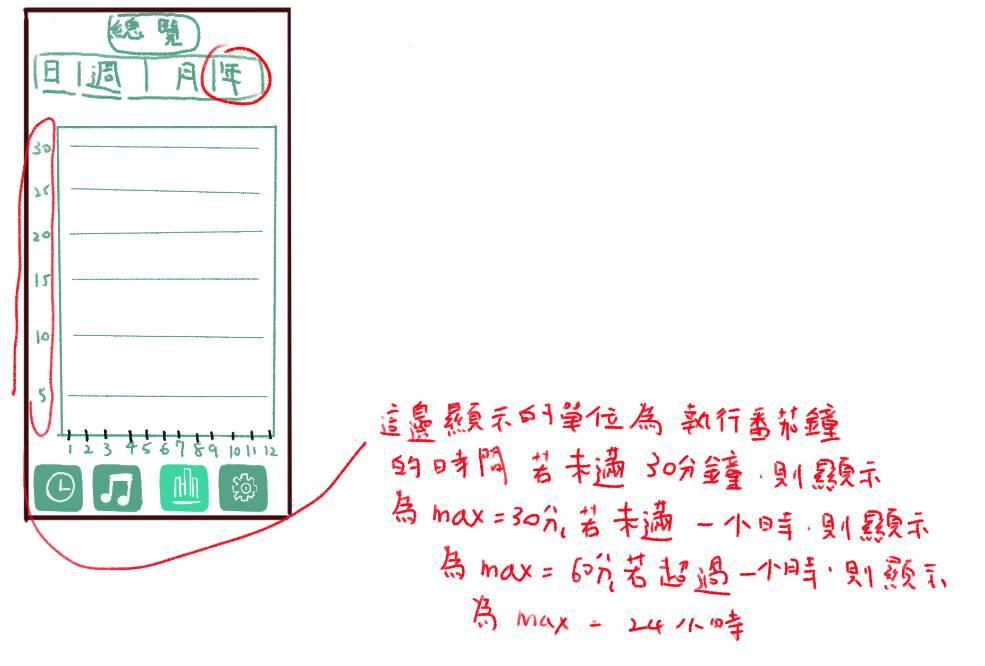 總覽
日 週 月 年
30
25
20
15
10
5
1 2 3 4 5 6 7 8 9 10 11 12
這邊顯示的單位為 執行番茄鐘
的時間 若未滿 30分鐘,則顯示
為 max=30分,若未滿 一小時,則顯示
為 max = 60分,若超過一小時,則顯示
為 max = 24小時